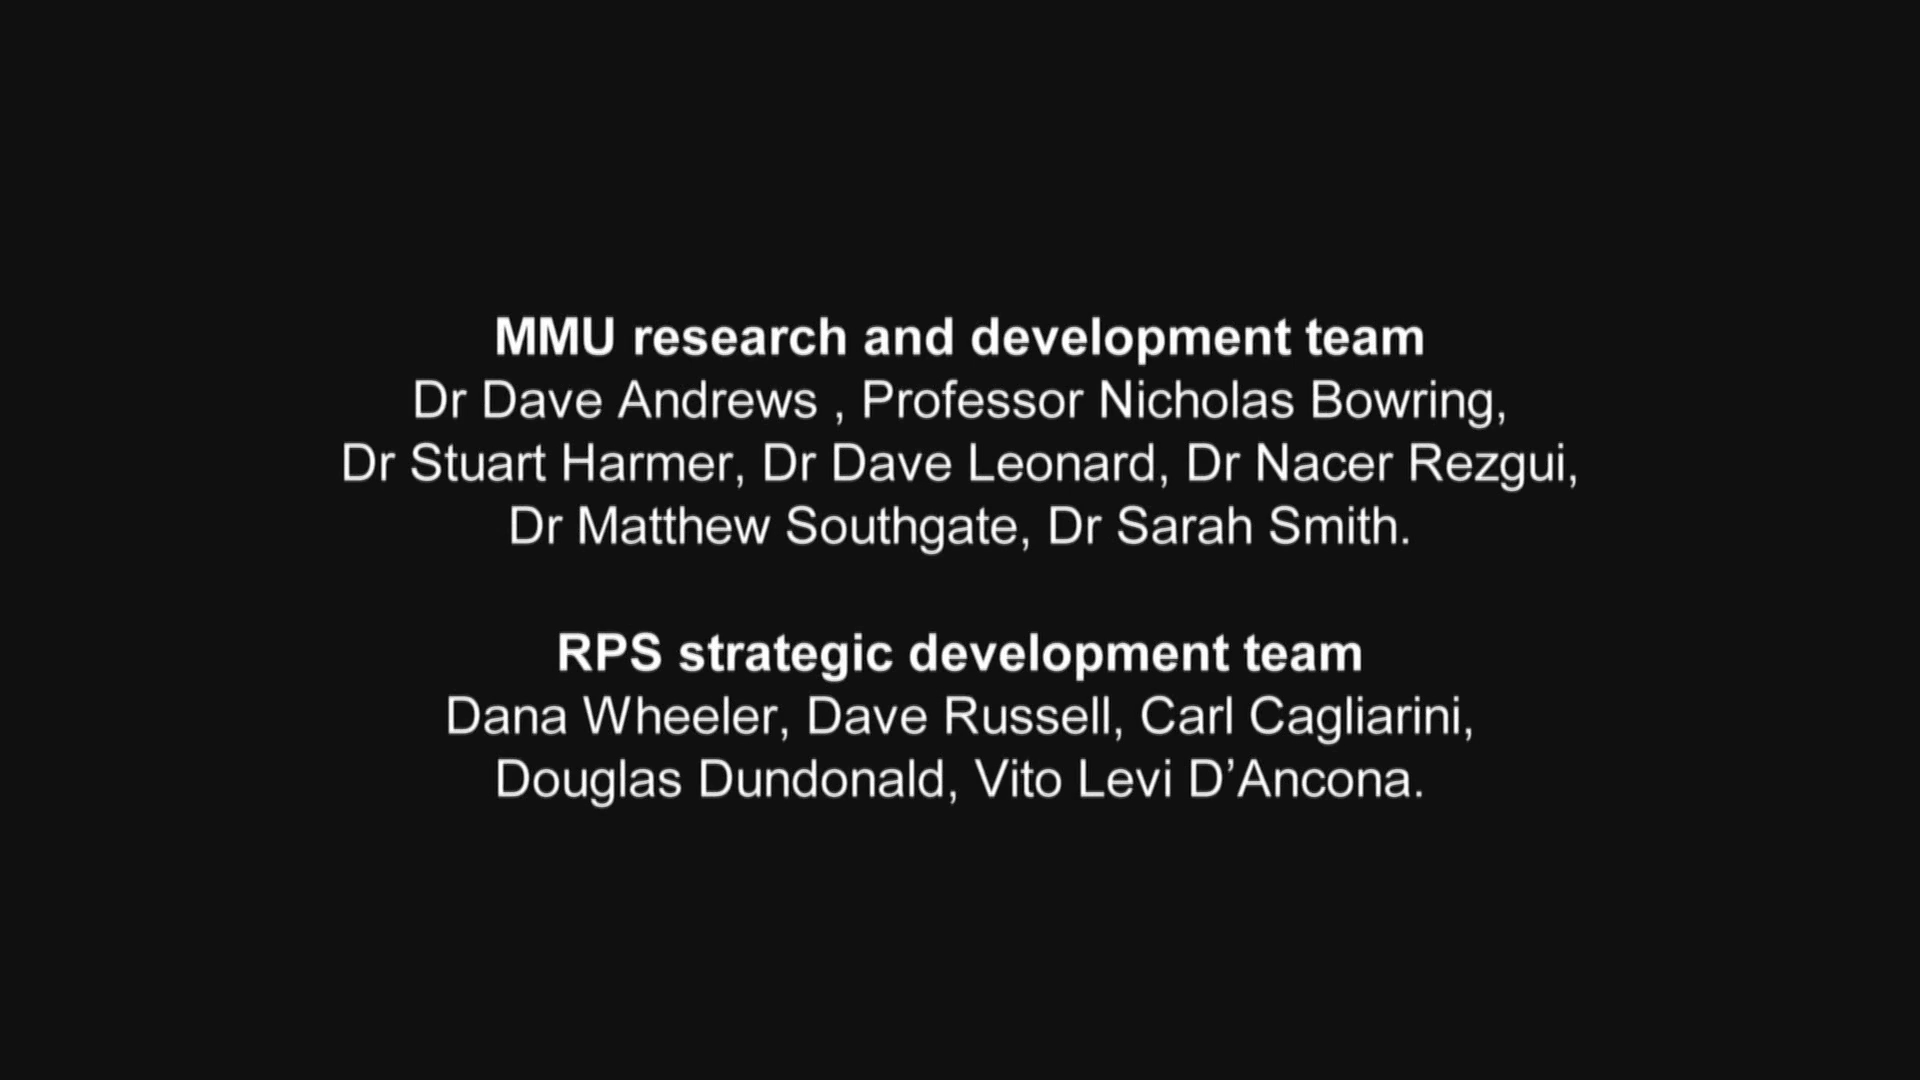 MMU research and development team
Dr Dave Andrews , Professor Nicholas Bowring,
Dr Stuart Harmer, Dr Dave Leonard, Dr Nacer Rezgui,
Dr Matthew Southgate, Dr Sarah Smith.
RPS strategic development team
Dana Wheeler, Dave Russell, Carl Cagliarini,
Douglas Dundonald, Vito Levi D’Ancona.